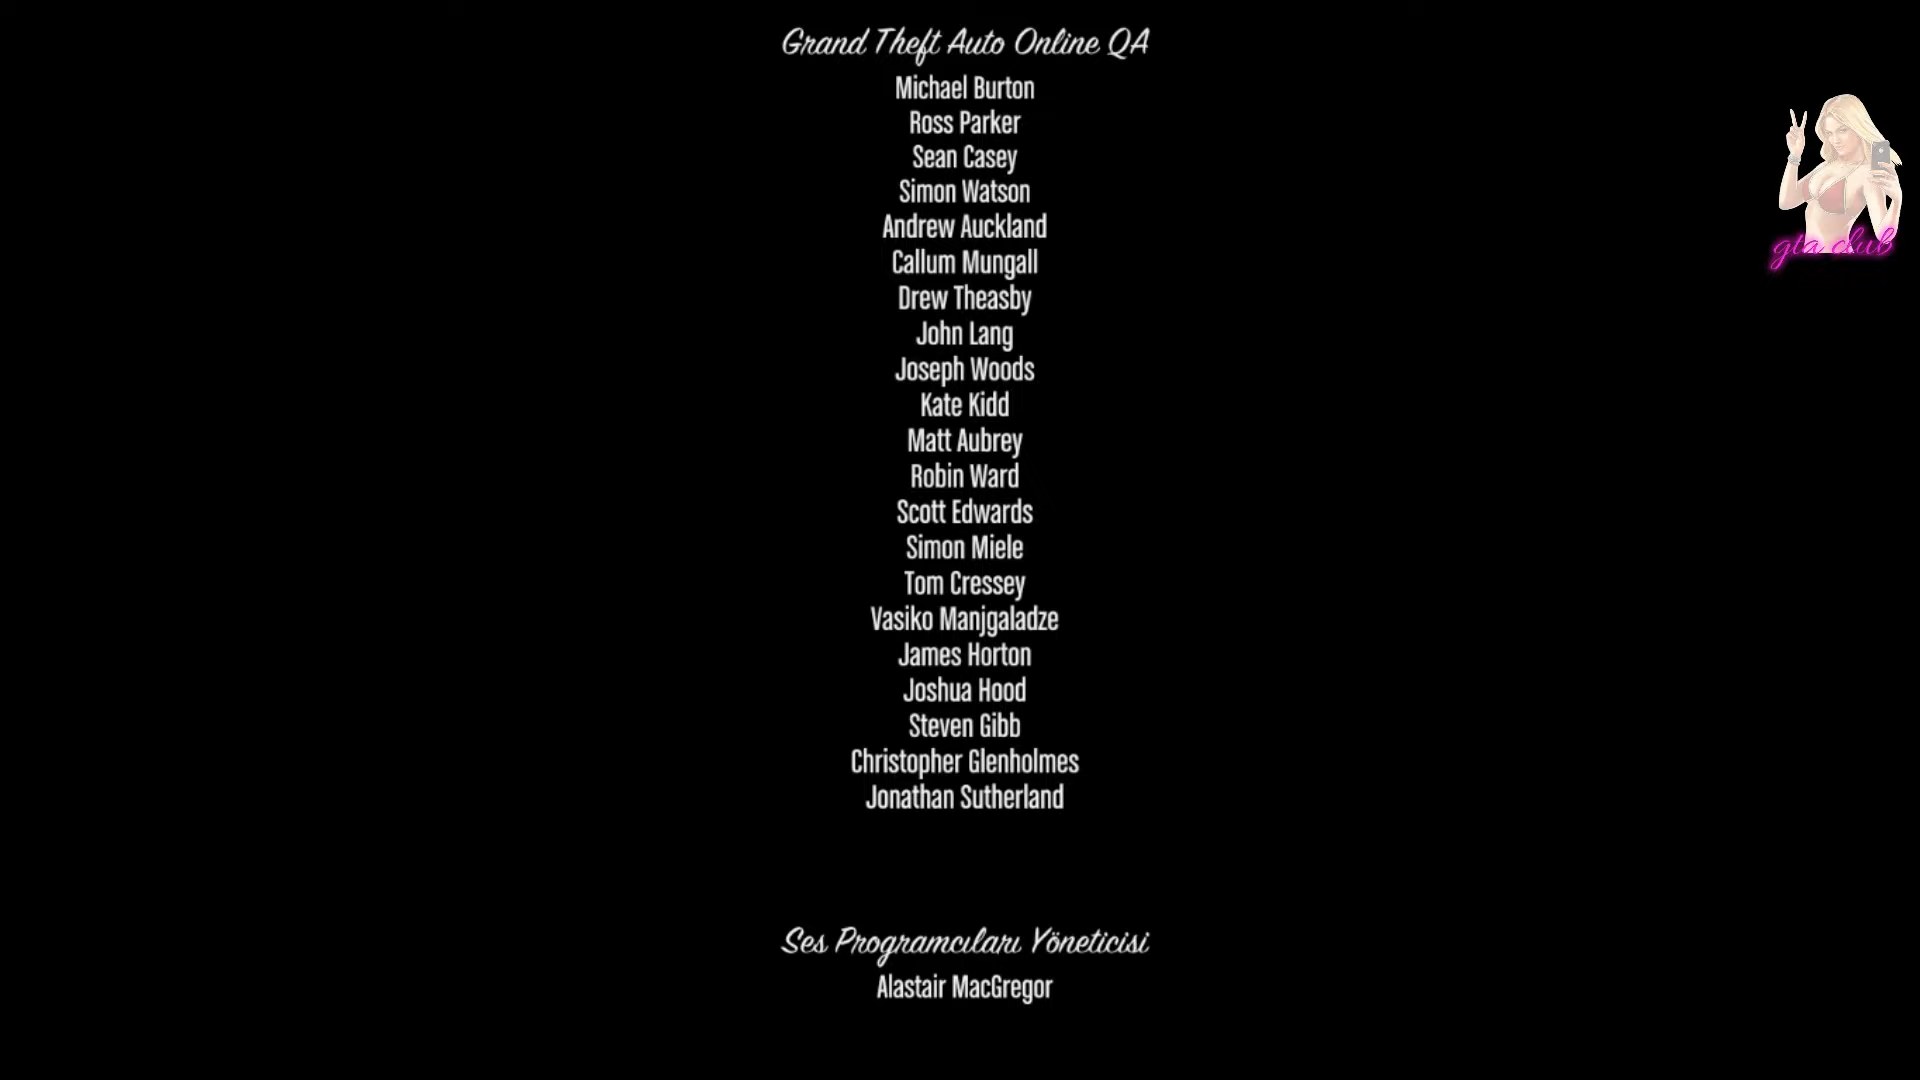 Grand Theft Auto Online QA
Michael Burton
Ross Parker
Sean Casey
Simon Watson
Andrew Auckland
Callum Mungall
Drew Theasby
John Lang
Joseph Woods
Kate Kidd
Matt Aubrey
Robin Ward
Scott Edwards
Simon Miele
Tom Cressey
Vasiko Manjgaladze
James Horton
Joshua Hood
Steven Gibb
Christopher Glenholmes
Jonathan Sutherland
Ses Programcıları Yöneticisi
Alastair MacGregor
gta club